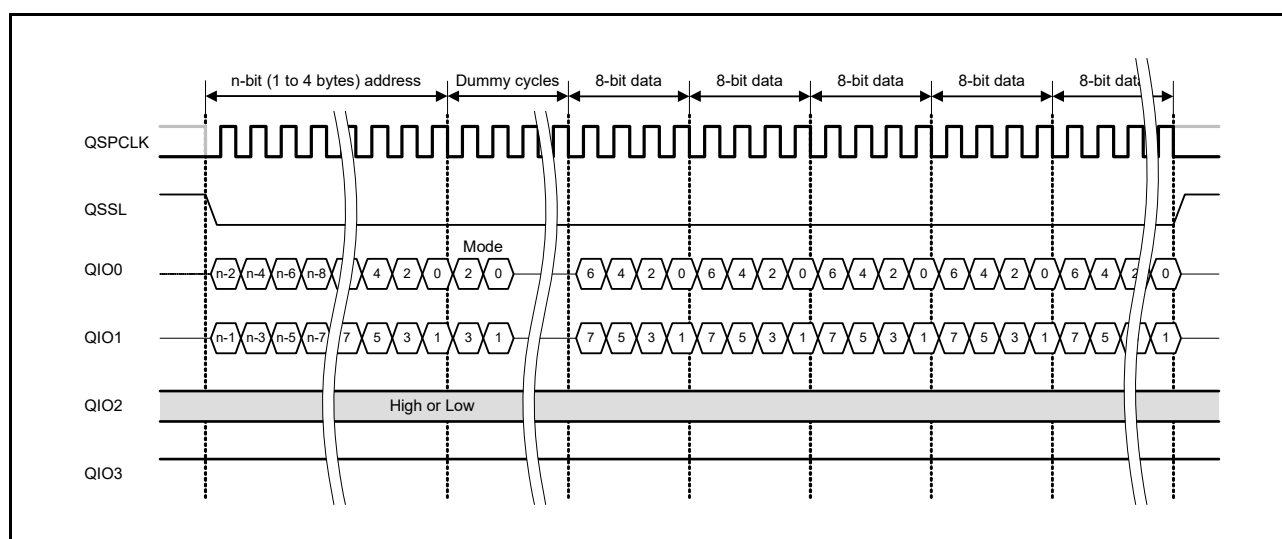 n-bit (1 to 4 bytes) address Dummy cycles 8-bit data 8-bit data 8-bit data 8-bit data 8-bit data
QSPCLK
QSSL
Mode
QIO0 n-2 n-4 n-6 n-8 4 2 0 2 0 6 4 2 0 6 4 2 0 6 4 2 0 6 4 2 0 6 4 2 0
QIO1 n-1 n-3 n-5 n-7 7 5 3 1 3 1 7 5 3 1 7 5 3 1 7 5 3 1 7 5 3 1 7 5 1
QIO2 High or Low
QIO3